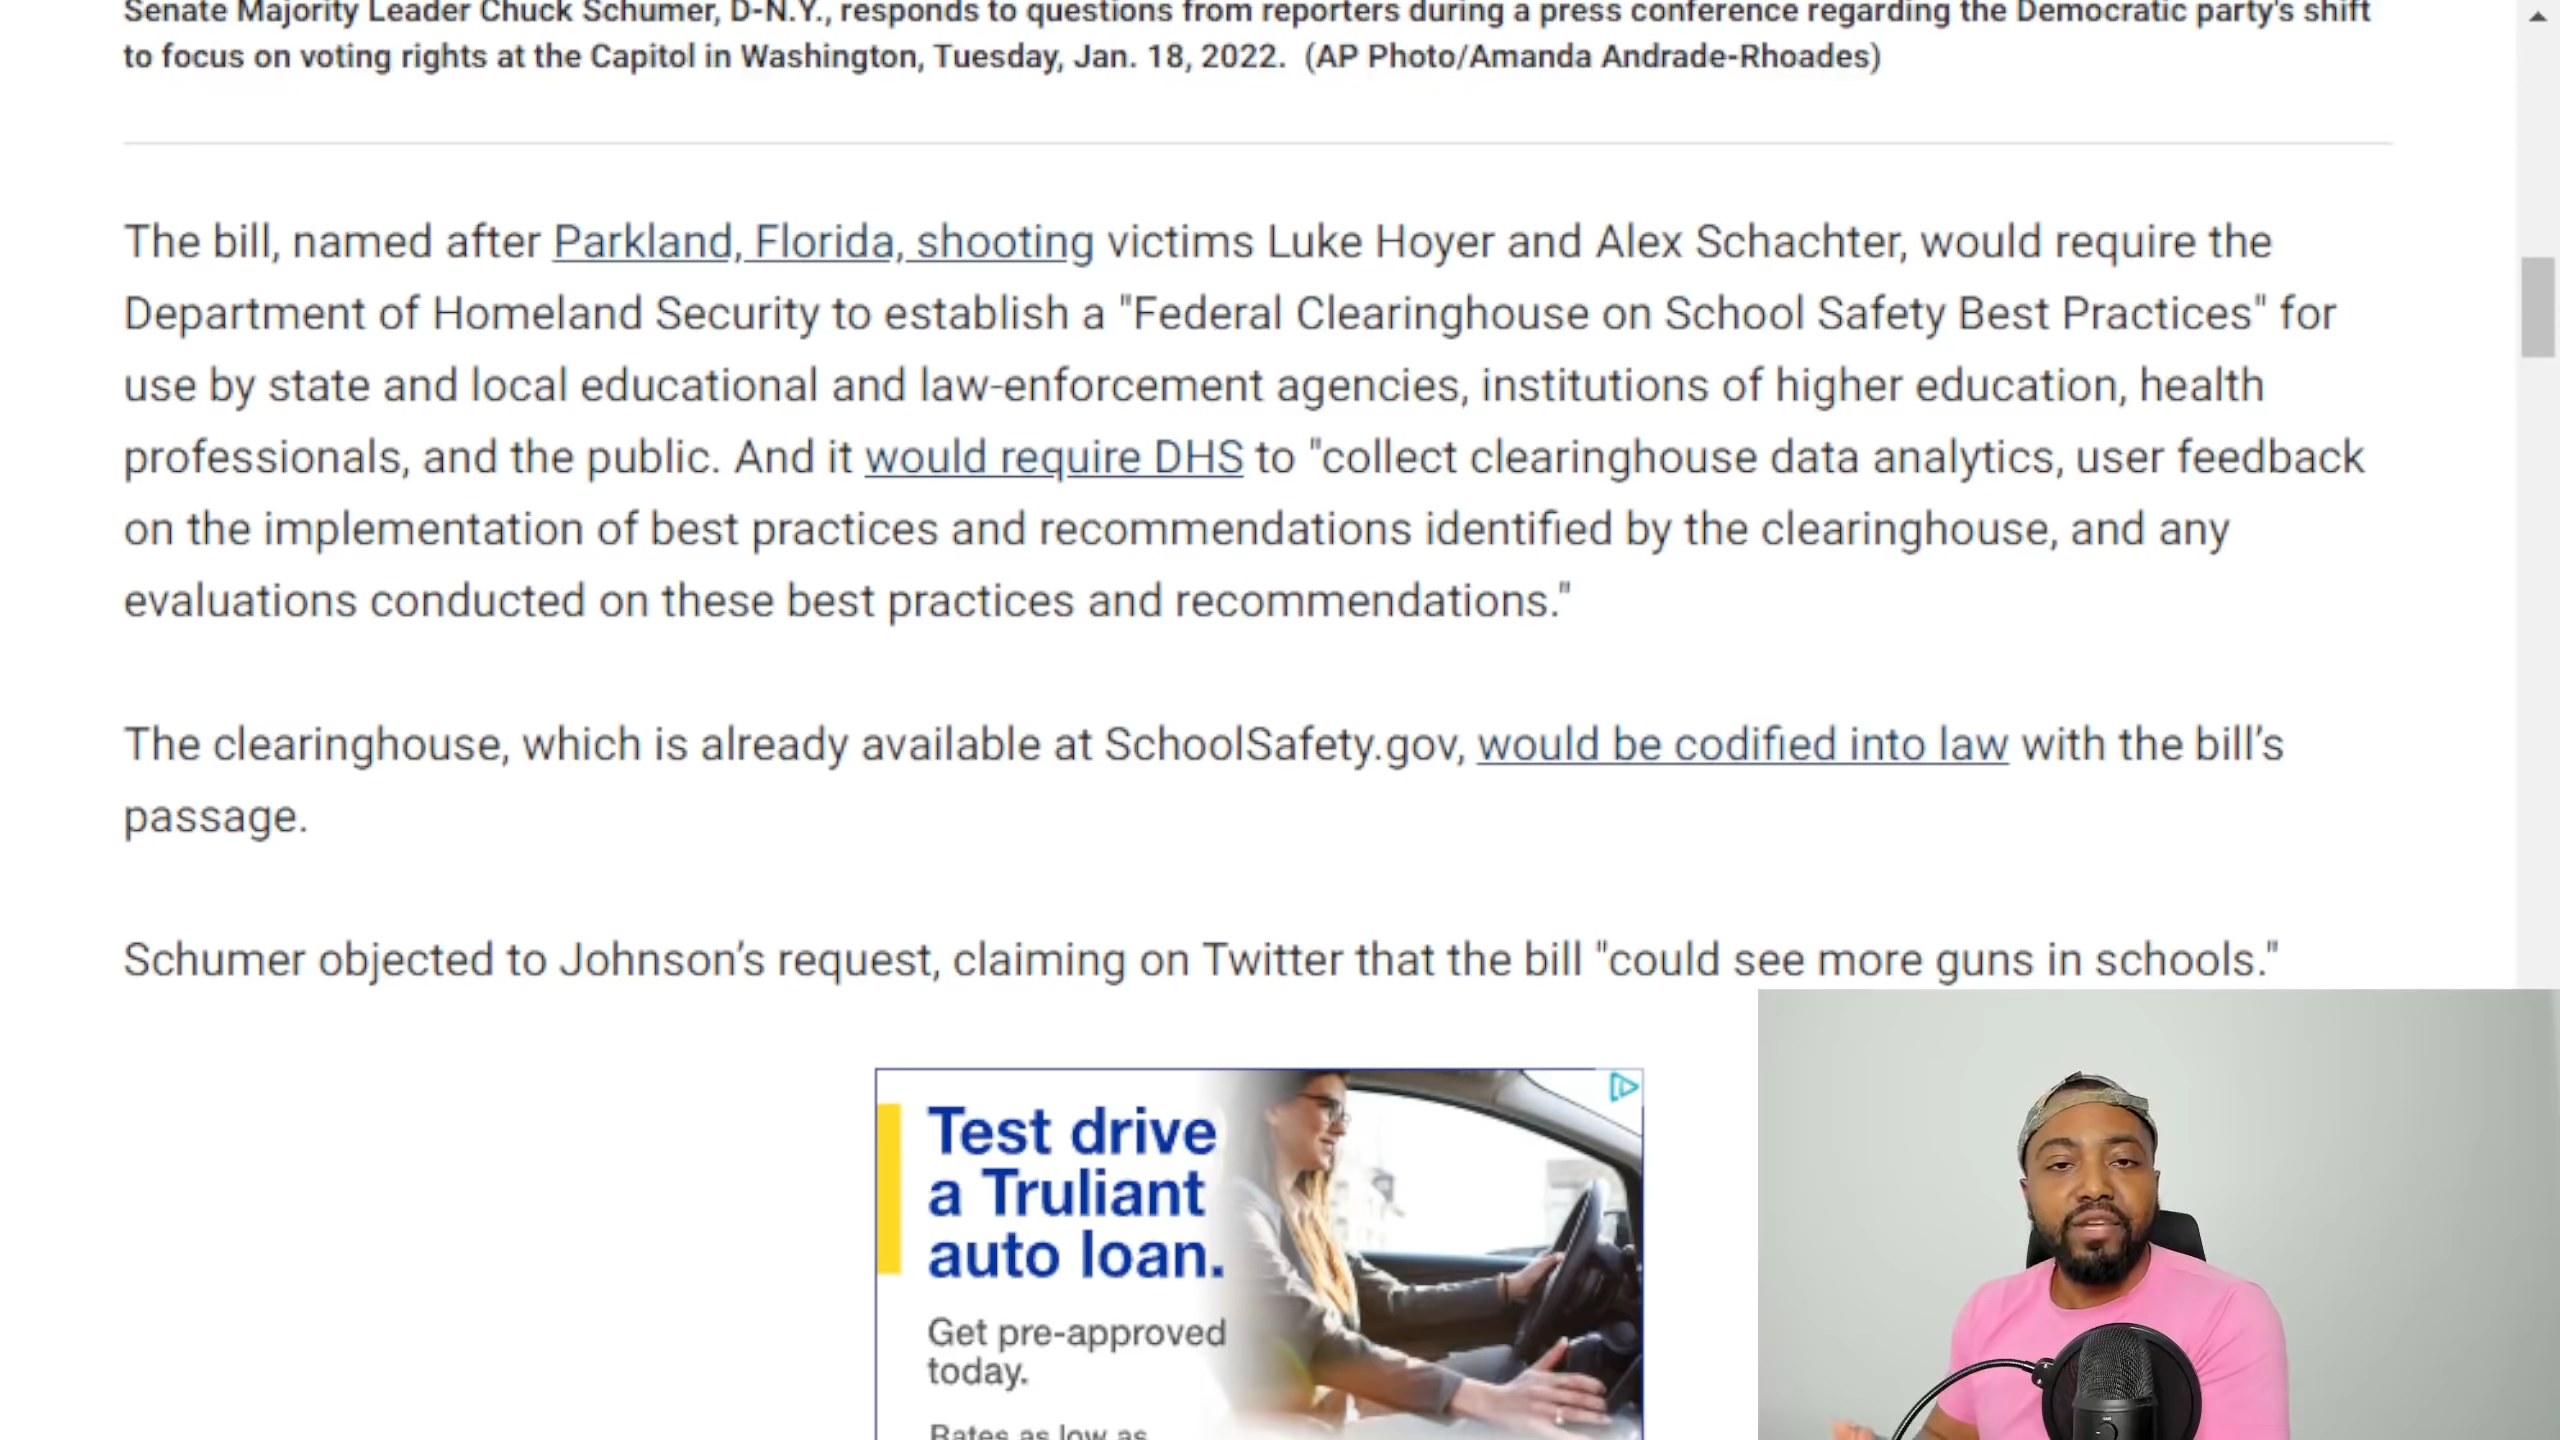 Senate Majority Leader Chuck Schumer, D-N.Y., responds to questions from reporters during a press conference regarding the Democratic party's shift
to focus on voting rights at the Capitol in Washington, Tuesday, Jan. 18, 2022.  (AP Photo/Amanda Andrade-Rhoades)
The bill, named after Parkland, Florida, shooting victims Luke Hoyer and Alex Schachter, would require the
Department of Homeland Security to establish a "Federal Clearinghouse on School Safety Best Practices" for
use by state and local educational and law-enforcement agencies, institutions of higher education, health
professionals, and the public. And it would require DHS to "collect clearinghouse data analytics, user feedback
on the implementation of best practices and recommendations identified by the clearinghouse, and any
evaluations conducted on these best practices and recommendations."
The clearinghouse, which is already available at SchoolSafety.gov, would be codified into law with the bill’s
passage.
Schumer objected to Johnson’s request, claiming on Twitter that the bill "could see more guns in schools."
Test drive
a Truliant
auto loan.
Get pre-approved
today.
Rates as low as